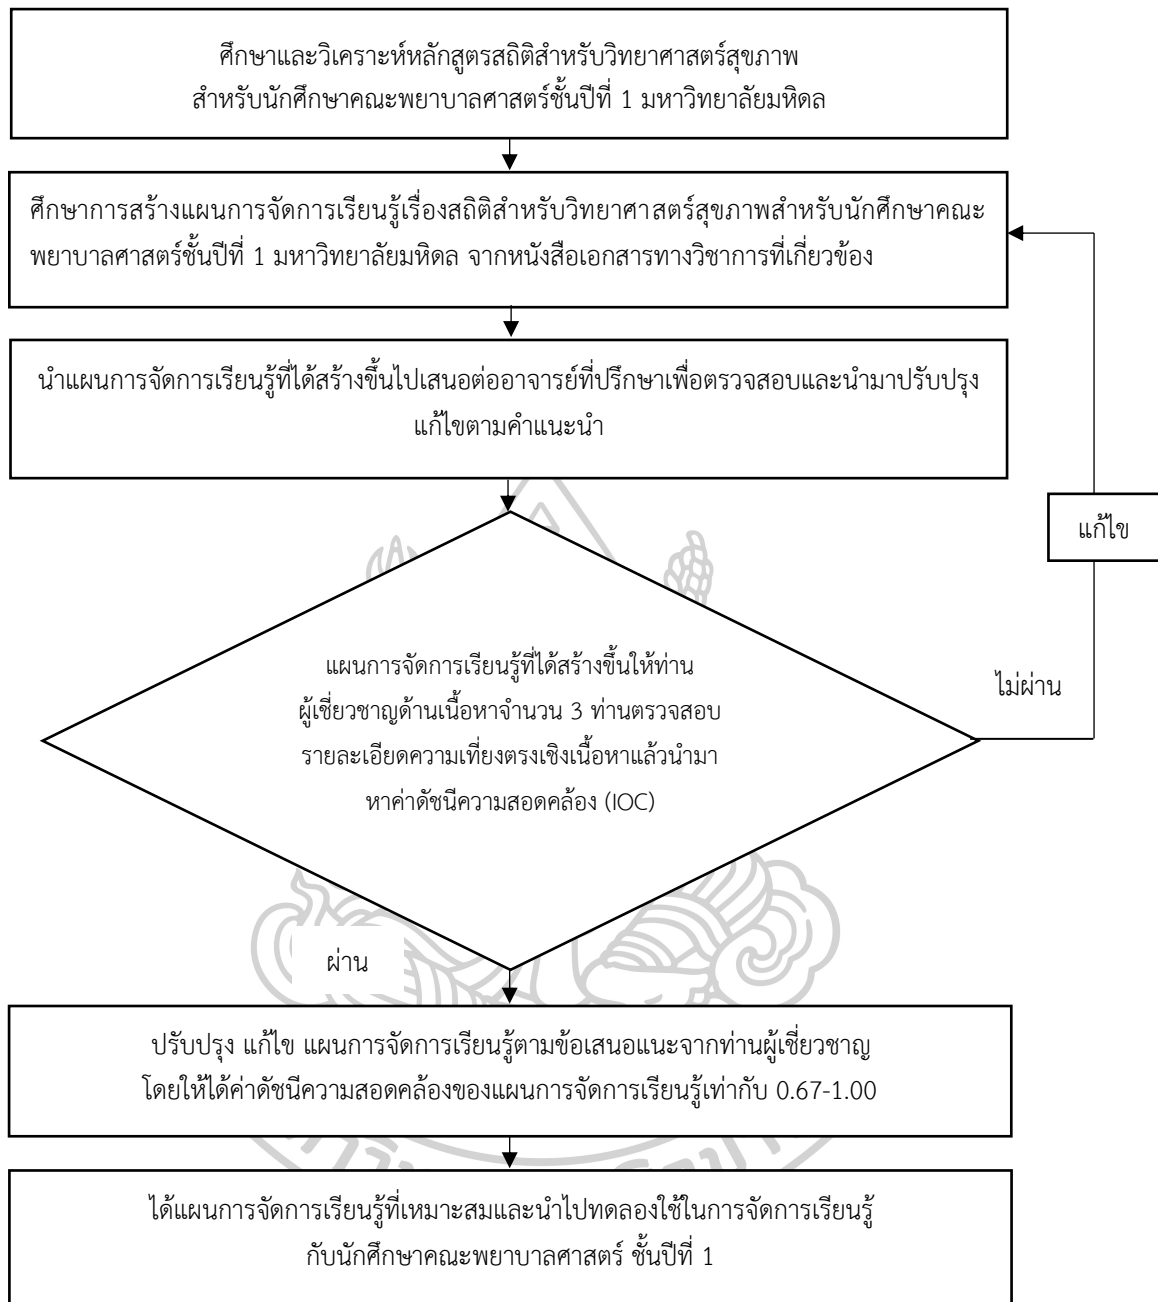 ศึกษาและวิเคราะห์หลักสูตรสถิติสำหรับวิทยาศาสตร์สุขภาพ
สำหรับนักศึกษาคณะพยาบาลศาสตร์ชั้นปีที่ 1 มหาวิทยาลัยมหิดล
ศึกษาการสร้างแผนการจัดการเรียนรู้เรื่องสถิติสำหรับวิทยาศาสตร์สุขภาพสำหรับนักศึกษาคณะ
พยาบาลศาสตร์ชั้นปีที่ 1 มหาวิทยาลัยมหิดล จากหนังสือเอกสารทางวิชาการที่เกี่ยวข้อง
นำแผนการจัดการเรียนรู้ที่ได้สร้างขึ้นไปเสนอต่ออาจารย์ที่ปรึกษาเพื่อตรวจสอบและนำมาปรับปรุง
แก้ไขตามคำแนะนำ
แก้ไข
แผนการจัดการเรียนรู้ที่ได้สร้างขึ้นให้ท่าน
ผู้เชี่ยวชาญด้านเนื้อหาจำนวน 3 ท่านตรวจสอบ
รายละเอียดความเที่ยงตรงเชิงเนื้อหาแล้วนำมา
หาค่าดัชนีความสอดคล้อง (IOC)
ไม่ผ่าน
ผ่าน
ปรับปรุง แก้ไข แผนการจัดการเรียนรู้ตามข้อเสนอแนะจากท่านผู้เชี่ยวชาญ
โดยให้ได้ค่าดัชนีความสอดคล้องของแผนการจัดการเรียนรู้เท่ากับ 0.67-1.00
ได้แผนการจัดการเรียนรู้ที่เหมาะสมและนำไปทดลองใช้ในการจัดการเรียนรู้
กับนักศึกษาคณะพยาบาลศาสตร์ ชั้นปีที่ 1